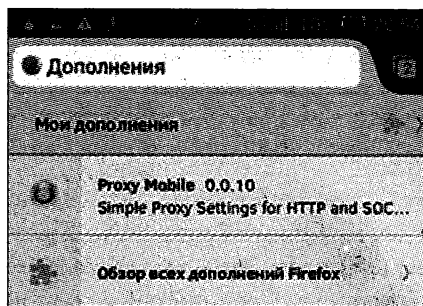 Дополнения
Мои дополнения
Proxy Mobile 0.0.10
Simple Proxy Settings for HTTP and SOC...
Обзор всех дополнений Firefox